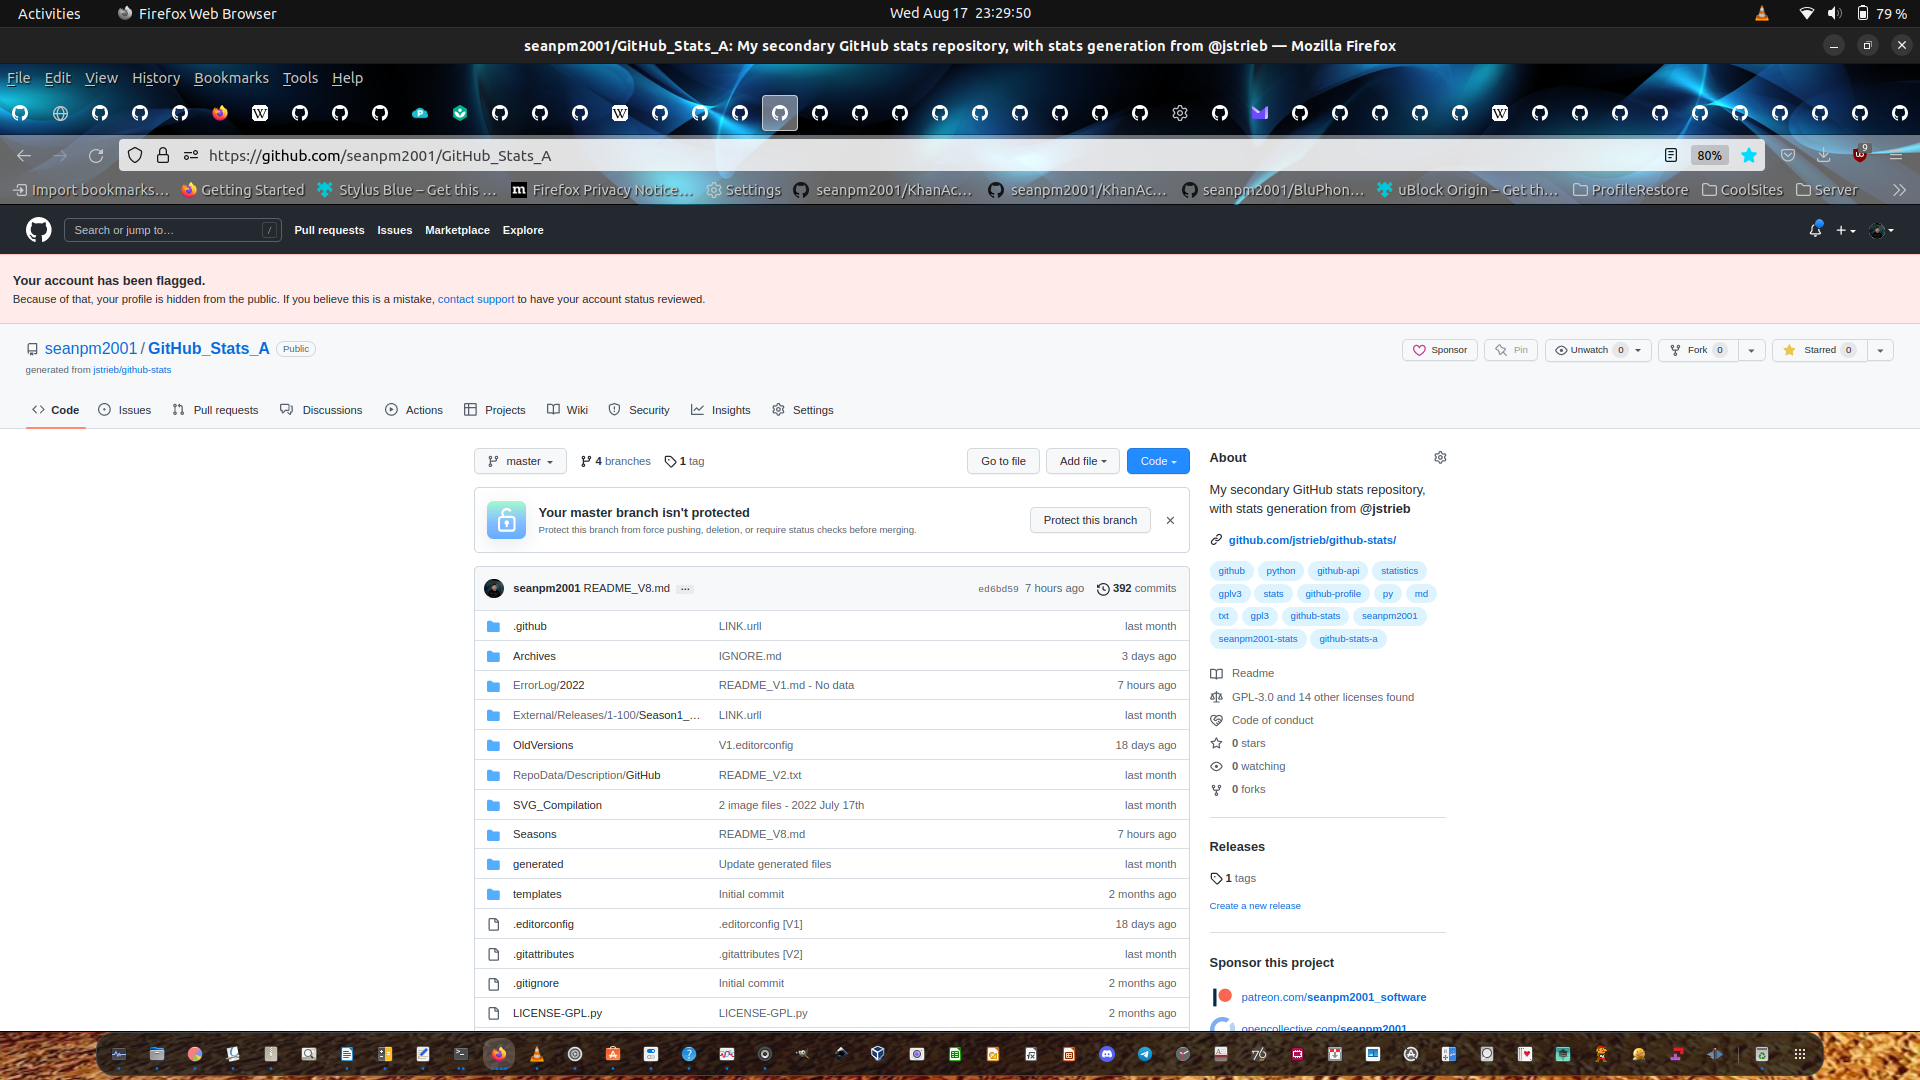 Activities
Firefox Web Browser
Wed Aug 17 23:29:50
79 %
seanpm2001/GitHub_Stats_A: My secondary GitHub stats repository, with stats generation from @jstrieb — Mozilla Firefox
File Edit View History Bookmarks Tools Help
https://github.com/seanpm2001/GitHub_Stats_A
80%
9
Import bookmarks…
Getting Started
Stylus Blue – Get this …
Firefox Privacy Notice…
Settings
seanpm2001/KhanAc…
seanpm2001/KhanAc…
seanpm2001/BluPhon…
uBlock Origin – Get th…
ProfileRestore
CoolSites
Server
Search or jump to…
/
Pull requests
Issues
Marketplace
Explore
Your account has been flagged.
Because of that, your profile is hidden from the public. If you believe this is a mistake, contact support to have your account status reviewed.
seanpm2001 / GitHub_Stats_A
Public
generated from jstrieb/github-stats
Sponsor
Pin
Unwatch 0
Fork 0
Starred 0
Code
Issues
Pull requests
Discussions
Actions
Projects
Wiki
Security
Insights
Settings
master
4 branches
1 tag
Go to file
Add file
Code
Your master branch isn't protected
Protect this branch from force pushing, deletion, or require status checks before merging.
Protect this branch
seanpm2001 README_V8.md …
ed6bd59 7 hours ago
392 commits
.github LINK.urll last month
Archives IGNORE.md 3 days ago
ErrorLog/2022 README_V1.md - No data 7 hours ago
External/Releases/1-100/Season1_… LINK.urll last month
OldVersions V1.editorconfig 18 days ago
RepoData/Description/GitHub README_V2.txt last month
SVG_Compilation 2 image files - 2022 July 17th last month
Seasons README_V8.md 7 hours ago
generated Update generated files last month
templates Initial commit 2 months ago
.editorconfig .editorconfig [V1] 18 days ago
.gitattributes .gitattributes [V2] last month
.gitignore Initial commit 2 months ago
LICENSE-GPL.py LICENSE-GPL.py 2 months ago
About
My secondary GitHub stats repository,
with stats generation from @jstrieb
github.com/jstrieb/github-stats/
github python github-api statistics
gplv3 stats github-profile py md
txt gpl3 github-stats seanpm2001
seanpm2001-stats github-stats-a
Readme
GPL-3.0 and 14 other licenses found
Code of conduct
0 stars
0 watching
0 forks
Releases
1 tags
Create a new release
Sponsor this project
patreon.com/seanpm2001_software
opencollective.com/seanpm2001